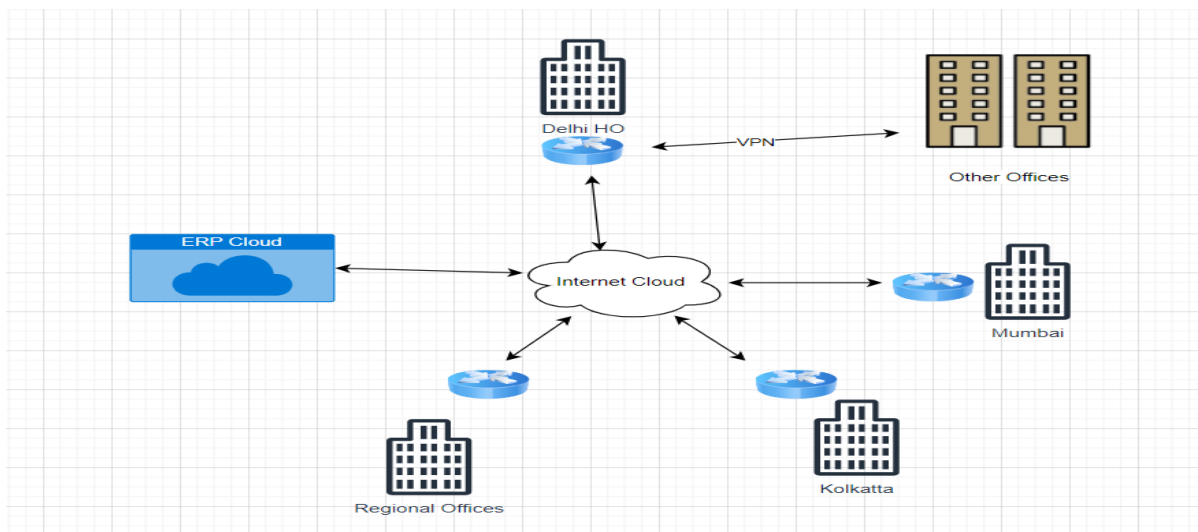 Delhi HO
VPN
Other Offices
ERP Cloud
Internet Cloud
Mumbai
Kolkatta
Regional Offices